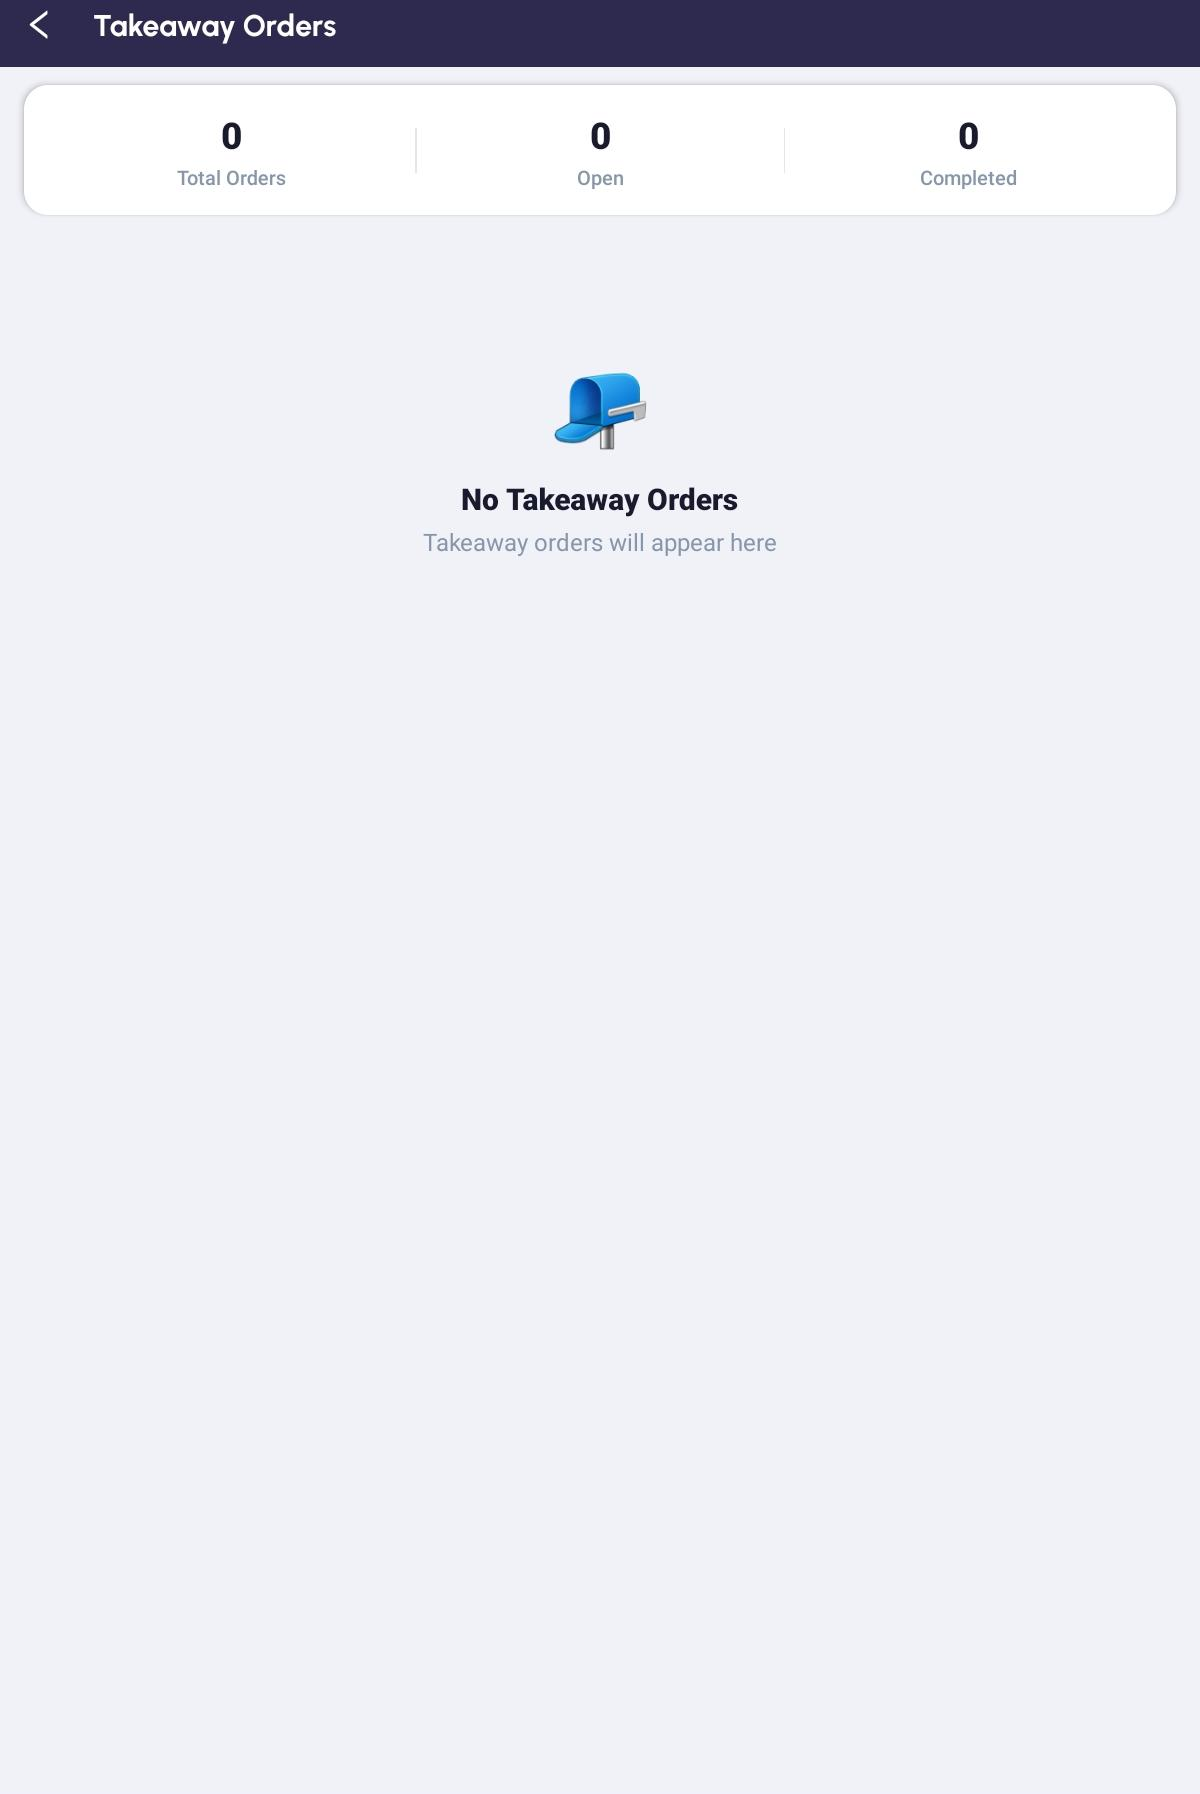 Takeaway Orders
0
Total Orders
0
Open
0
Completed
No Takeaway Orders
Takeaway orders will appear here